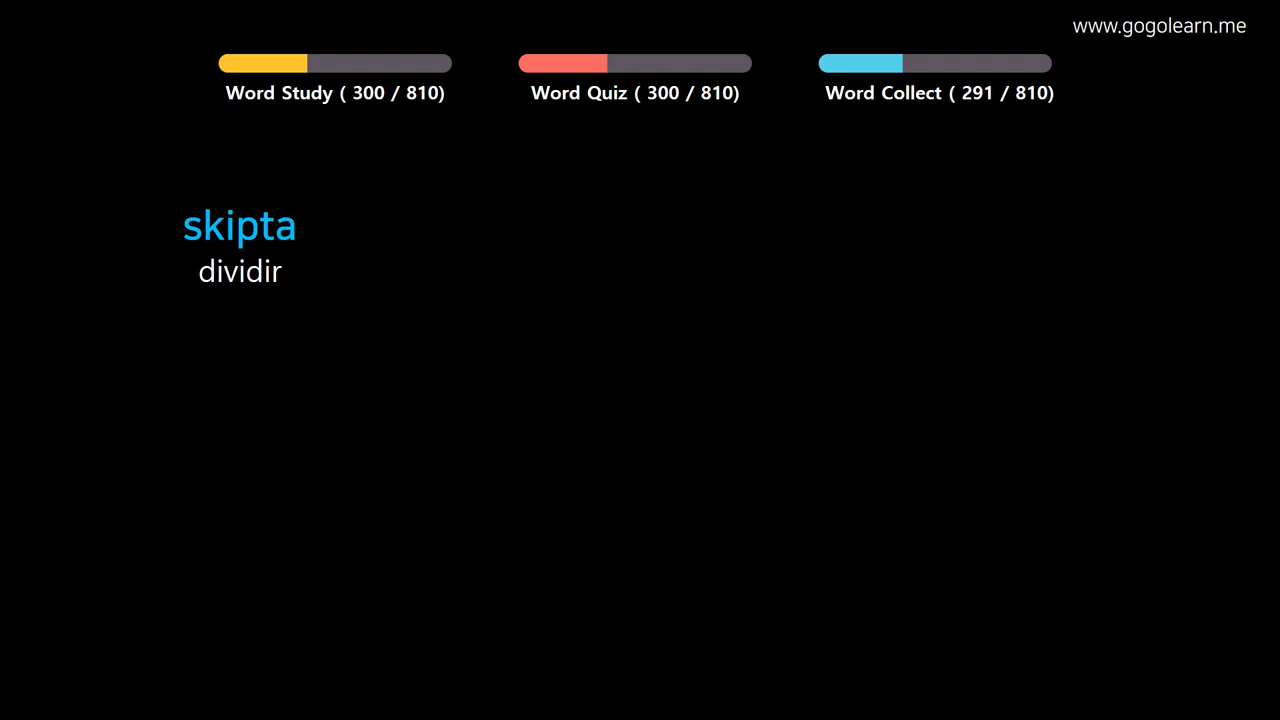 www.gogolearn.me
Word Study ( 300 / 810)
Word Quiz ( 300 / 810)
Word Collect ( 291 / 810)
skipta
dividir